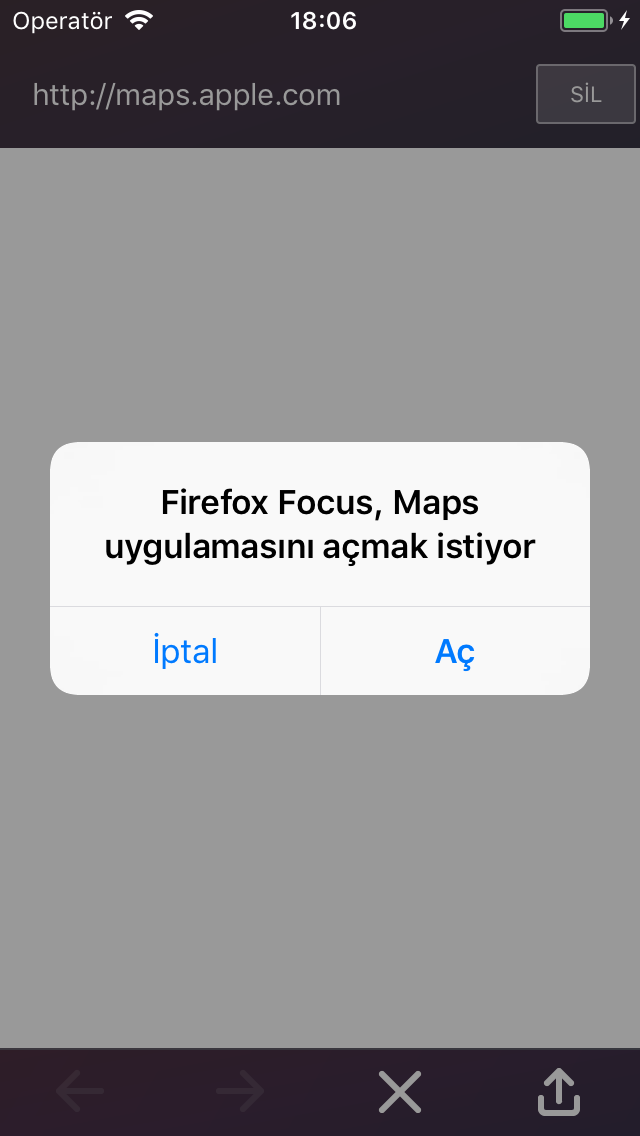 Operatör 18:06
http://maps.apple.com SİL
Firefox Focus, Maps
uygulamasını açmak istiyor
İptal Aç